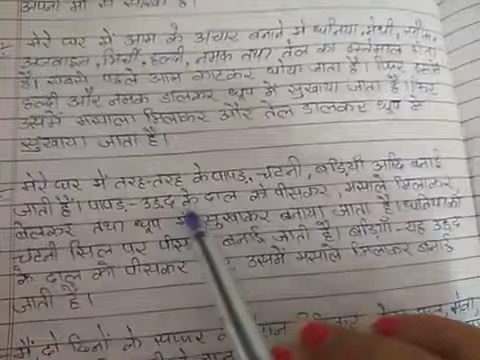 अपना माँ से
मेरे घर में आम के अचार बनाने में धनिया, मेथी, सौंफ,
अजवाइन, मिर्ची, हल्दी, नमक तथा तेल का इस्तेमाल होता
है। सबसे पहले आम काटकर धोया जाता है। फिर उसमें
हल्दी और नमक डालकर धूप में सुखाया जाता है। फिर
उसमें मसाला मिलाकर और तेल डालकर धूप में
सुखाया जाता है।
मेरे घर में तरह-तरह के पापड़, चटनी, बड़ियाँ आदि बनाई
जाती हैं। पापड़ - उड़द के दाल को पीसकर, मसाले मिलाकर,
बेलकर तथा धूप में सुखाकर बनाया जाता है। धनिया की
चटनी सिल पर पीस बनाई जाती है। बड़ियाँ - यह उड़द
के दाल को पीसकर उसमें मसाले मिलाकर बनाई
जाती है।
मैं दो दिनों के